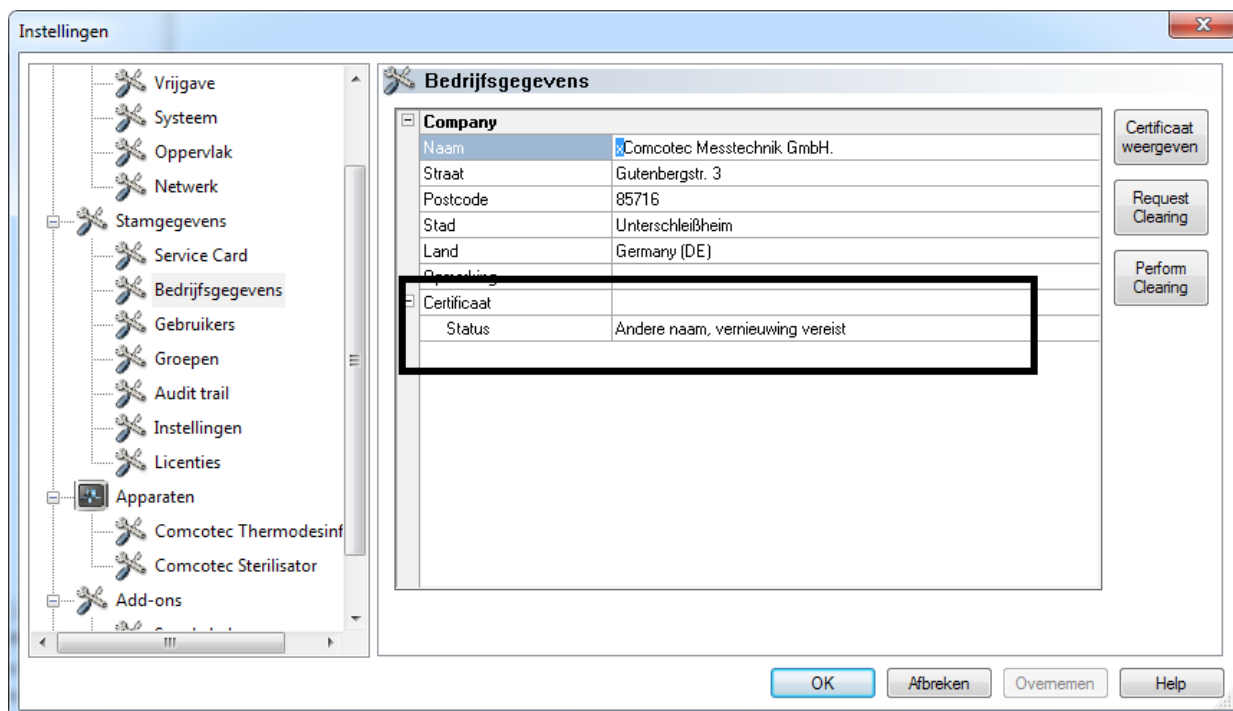 Instellingen
Vrijgave
Systeem
Oppervlak
Netwerk
Stamgegevens
Service Card
Bedrijfsgegevens
Gebruikers
Groepen
Audit trail
Instellingen
Licenties
Apparaten
Comcotec Thermodesinf
Comcotec Sterilisator
Add-ons
Bedrijfsgegevens
Company
Naam xComcotec Messtechnik GmbH.
Straat Gutenbergstr. 3
Postcode 85716
Stad Unterschleißheim
Land Germany (DE)
Opmerking
Certificaat
Status Andere naam, vernieuwing vereist
Certificaat
weergeven
Request
Clearing
Perform
Clearing
OK Afbreken Overnemen Help